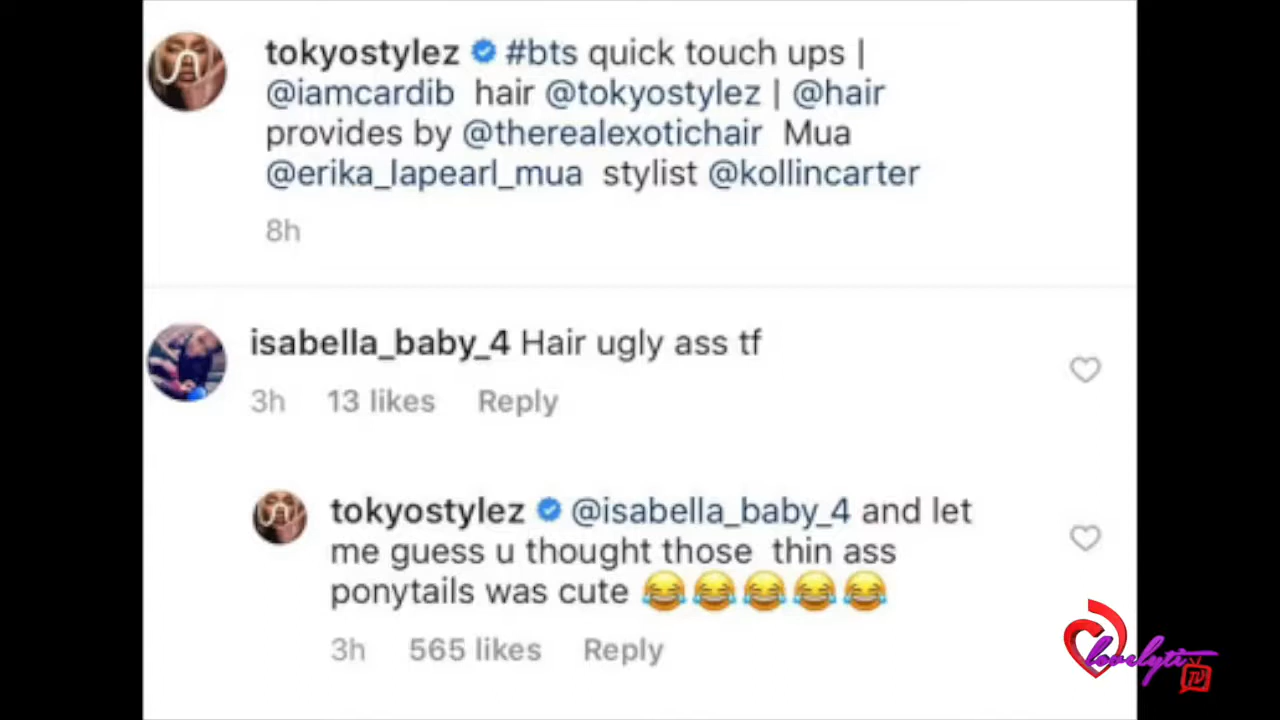 tokyostylez #bts quick touch ups |
@iamcardib hair @tokyostylez | @hair
provides by @therealexotichair Mua
@erika_lapearl_mua stylist @kollincarter
8h
isabella_baby_4 Hair ugly ass tf
3h 13 likes Reply
tokyostylez @isabella_baby_4 and let
me guess u thought those thin ass
ponytails was cute 😂😂😂😂😂
3h 565 likes Reply
lovelyti
TV